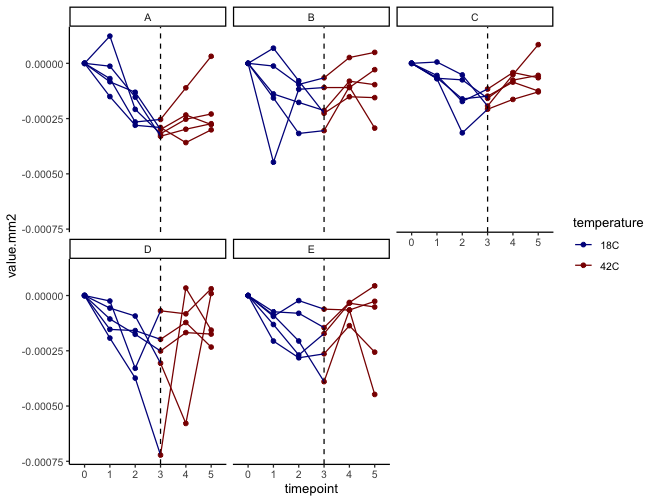 A B C
0.00000
-0.00025
-0.00050
-0.00075
0 1 2 3 4 5
D E
0.00000
-0.00025
-0.00050
-0.00075
0 1 2 3 4 5 0 1 2 3 4 5
timepoint
value.mm2
temperature
18C
42C